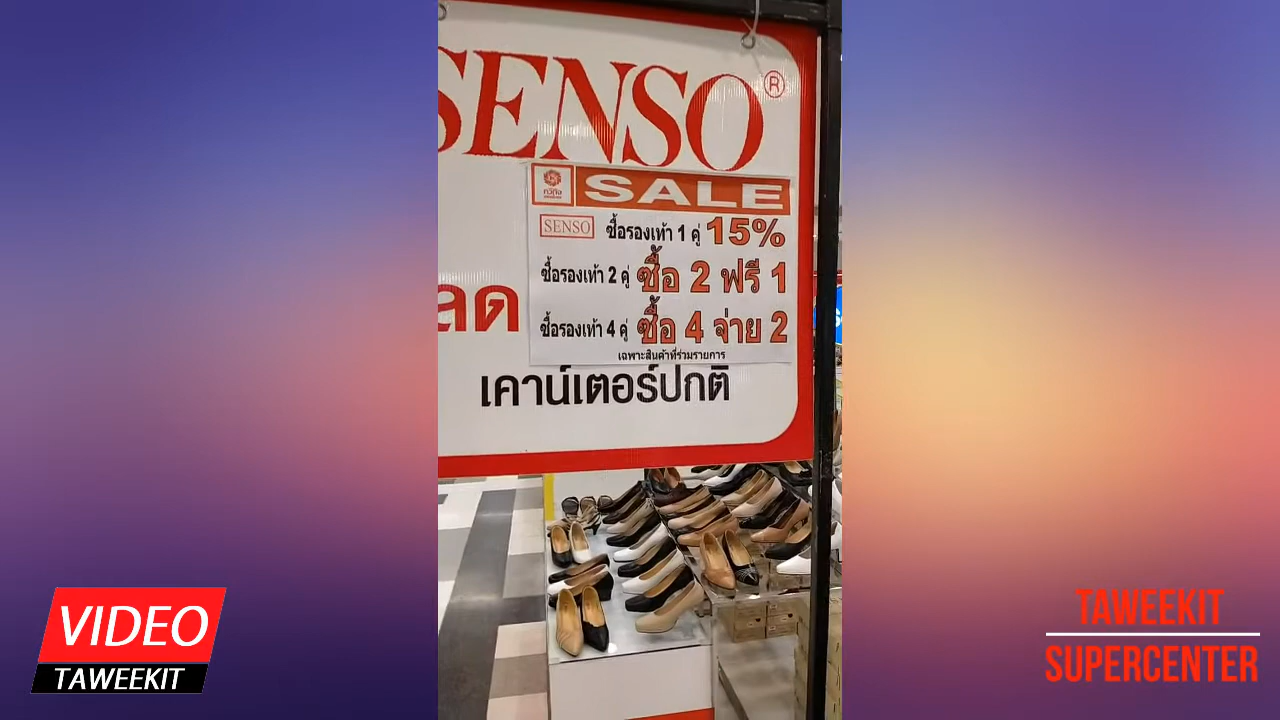 SENSO®
SALE
ทวีกิจ
SENSO ซื้อรองเท้า 1 คู่ 15%
ซื้อรองเท้า 2 คู่ ซื้อ 2 ฟรี 1
ซื้อรองเท้า 4 คู่ ซื้อ 4 จ่าย 2
เฉพาะสินค้าที่ร่วมรายการ
ลด
เคาน์เตอร์ปกติ
VIDEO
TAWEEKIT
TAWEEKIT
SUPERCENTER